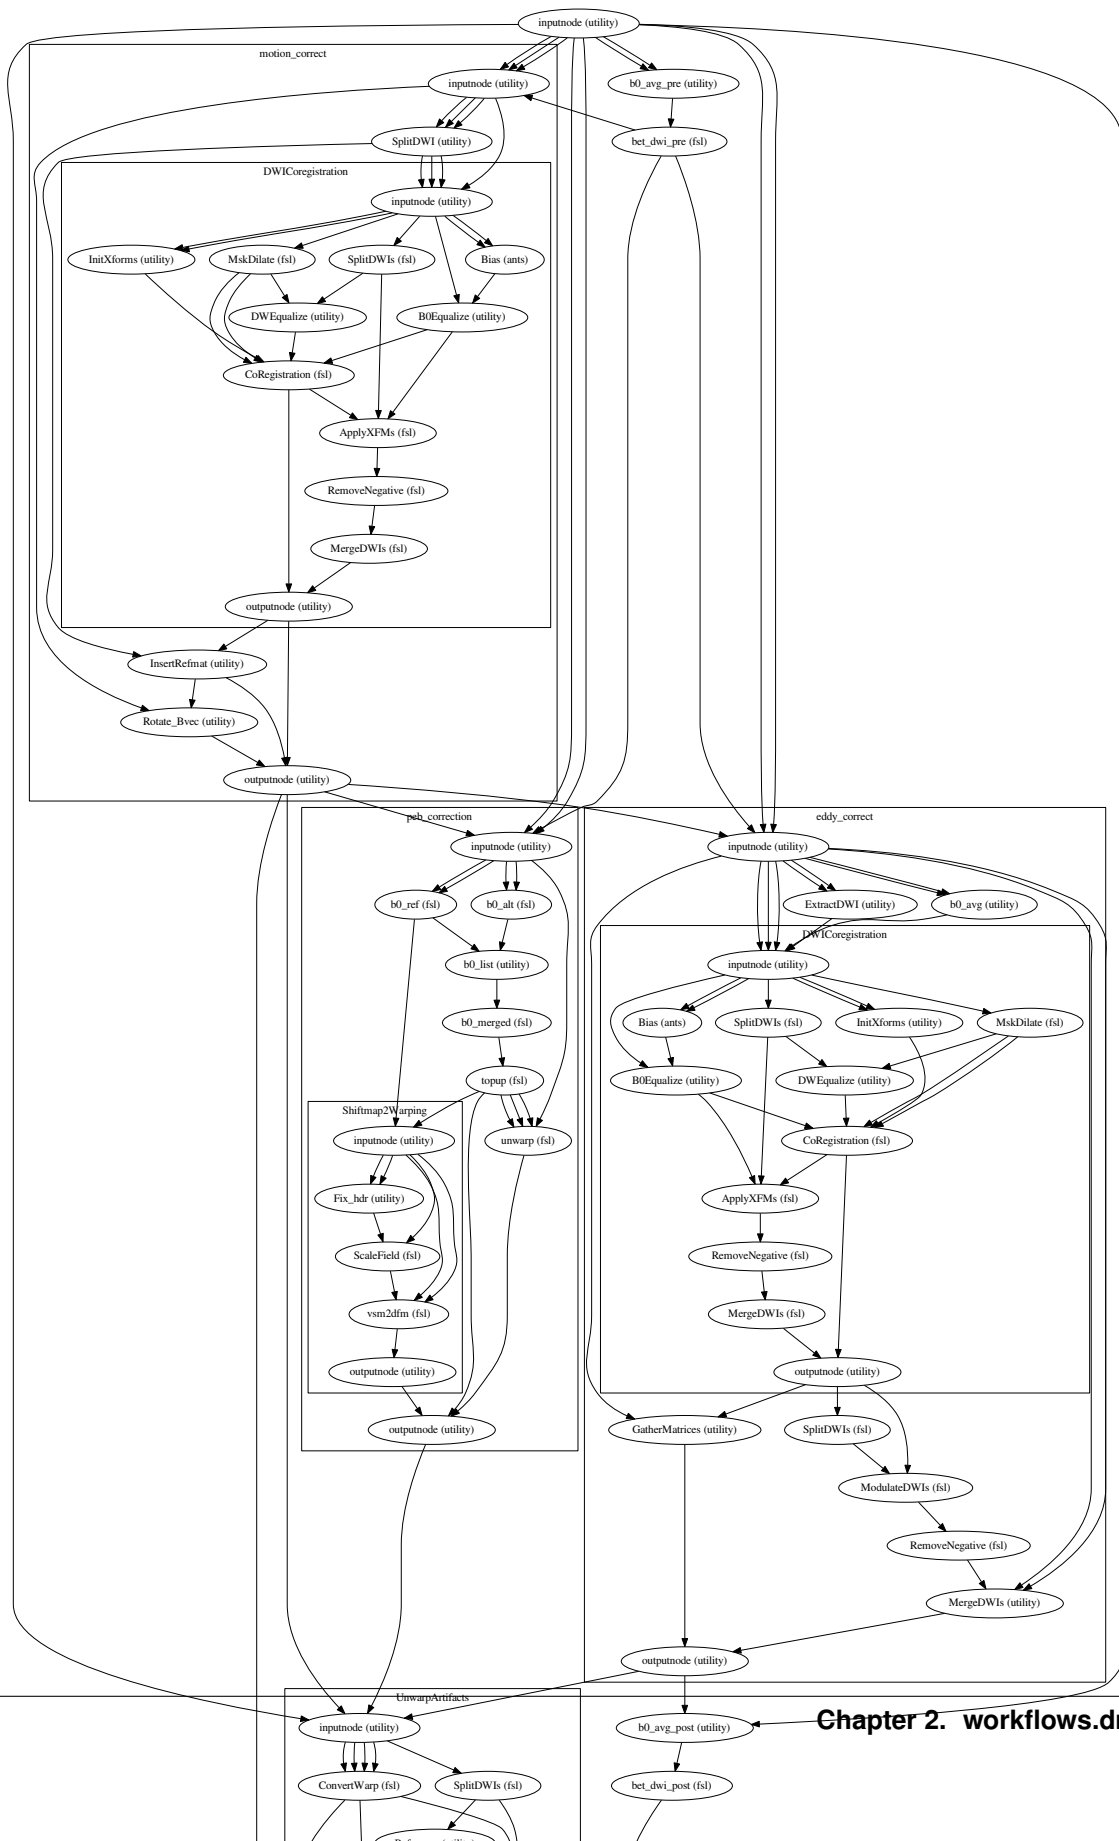 inputnode (utility)
motion_correct
inputnode (utility)
b0_avg_pre (utility)
SplitDWI (utility)
bet_dwi_pre (fsl)
DWICoregistration
inputnode (utility)
InitXforms (utility)
MskDilate (fsl)
SplitDWIs (fsl)
Bias (ants)
DWEqualize (utility)
B0Equalize (utility)
CoRegistration (fsl)
ApplyXFMs (fsl)
RemoveNegative (fsl)
MergeDWIs (fsl)
outputnode (utility)
InsertRefmat (utility)
Rotate_Bvec (utility)
outputnode (utility)
peb_correction
eddy_correct
inputnode (utility)
inputnode (utility)
b0_ref (fsl)
b0_alt (fsl)
ExtractDWI (utility)
b0_avg (utility)
DWICoregistration
b0_list (utility)
inputnode (utility)
b0_merged (fsl)
Bias (ants)
SplitDWIs (fsl)
InitXforms (utility)
MskDilate (fsl)
topup (fsl)
B0Equalize (utility)
DWEqualize (utility)
Shiftmap2Warping
inputnode (utility)
unwarp (fsl)
CoRegistration (fsl)
Fix_hdr (utility)
ApplyXFMs (fsl)
ScaleField (fsl)
RemoveNegative (fsl)
vsm2dfm (fsl)
MergeDWIs (fsl)
outputnode (utility)
outputnode (utility)
outputnode (utility)
GatherMatrices (utility)
SplitDWIs (fsl)
ModulateDWIs (fsl)
RemoveNegative (fsl)
MergeDWIs (utility)
outputnode (utility)
UnwarpArtifacts
inputnode (utility)
b0_avg_post (utility)
Chapter 2. workflows.d
ConvertWarp (fsl)
SplitDWIs (fsl)
bet_dwi_post (fsl)